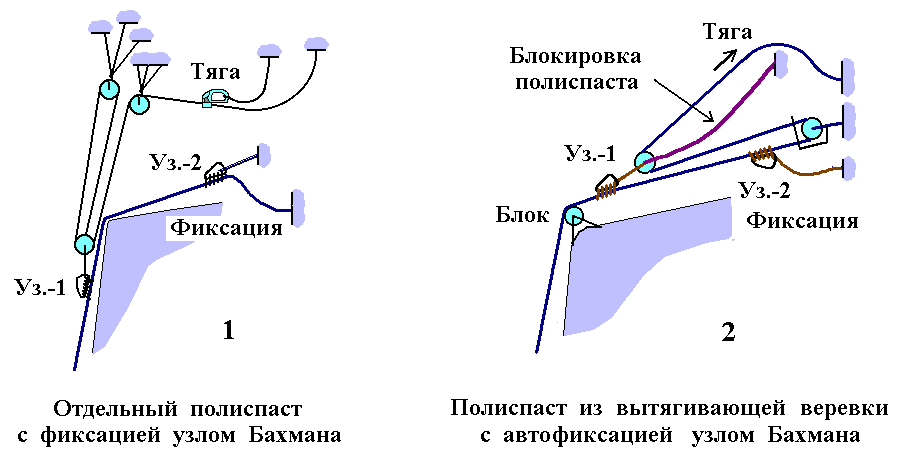 Тяга
Уз.-2
Фиксация
Уз.-1
1
Отдельный полиспаст
с фиксацией узлом Бахмана
Тяга
Блокировка
полиспаста
Уз.-1
Уз.-2
Блок
Фиксация
2
Полиспаст из вытягивающей веревки
с автофиксацией узлом Бахмана